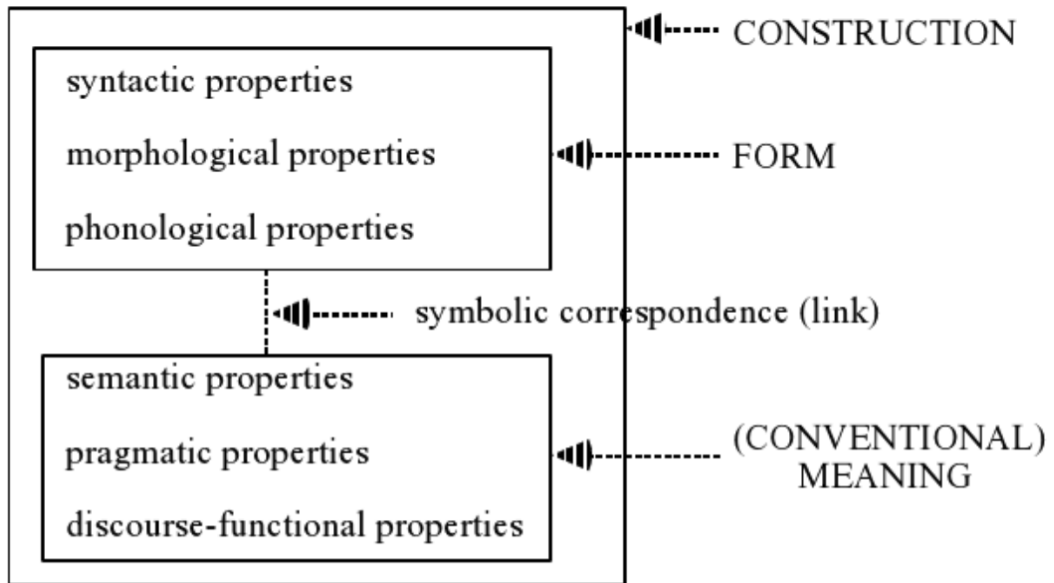 CONSTRUCTION
syntactic properties
morphological properties
FORM
phonological properties
symbolic correspondence (link)
semantic properties
pragmatic properties
(CONVENTIONAL)
MEANING
discourse-functional properties